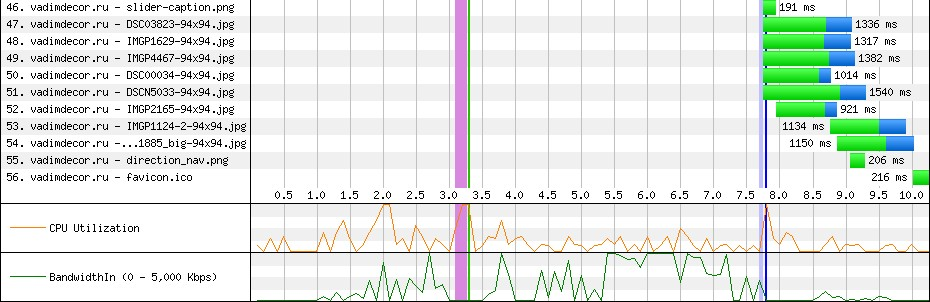 46. vadimdecor.ru - slider-caption.png 191 ms
47. vadimdecor.ru - DSC03823-94x94.jpg 1336 ms
48. vadimdecor.ru - IMGP1629-94x94.jpg 1317 ms
49. vadimdecor.ru - IMGP4467-94x94.jpg 1382 ms
50. vadimdecor.ru - DSC00034-94x94.jpg 1014 ms
51. vadimdecor.ru - DSCN5033-94x94.jpg 1540 ms
52. vadimdecor.ru - IMGP2165-94x94.jpg 921 ms
53. vadimdecor.ru - IMGP1124-2-94x94.jpg 1134 ms
54. vadimdecor.ru -...1885_big-94x94.jpg 1150 ms
55. vadimdecor.ru - direction_nav.png 206 ms
56. vadimdecor.ru - favicon.ico 216 ms
0.5 1.0 1.5 2.0 2.5 3.0 3.5 4.0 4.5 5.0 5.5 6.0 6.5 7.0 7.5 8.0 8.5 9.0 9.5 10.0
CPU Utilization
BandwidthIn (0 - 5,000 Kbps)